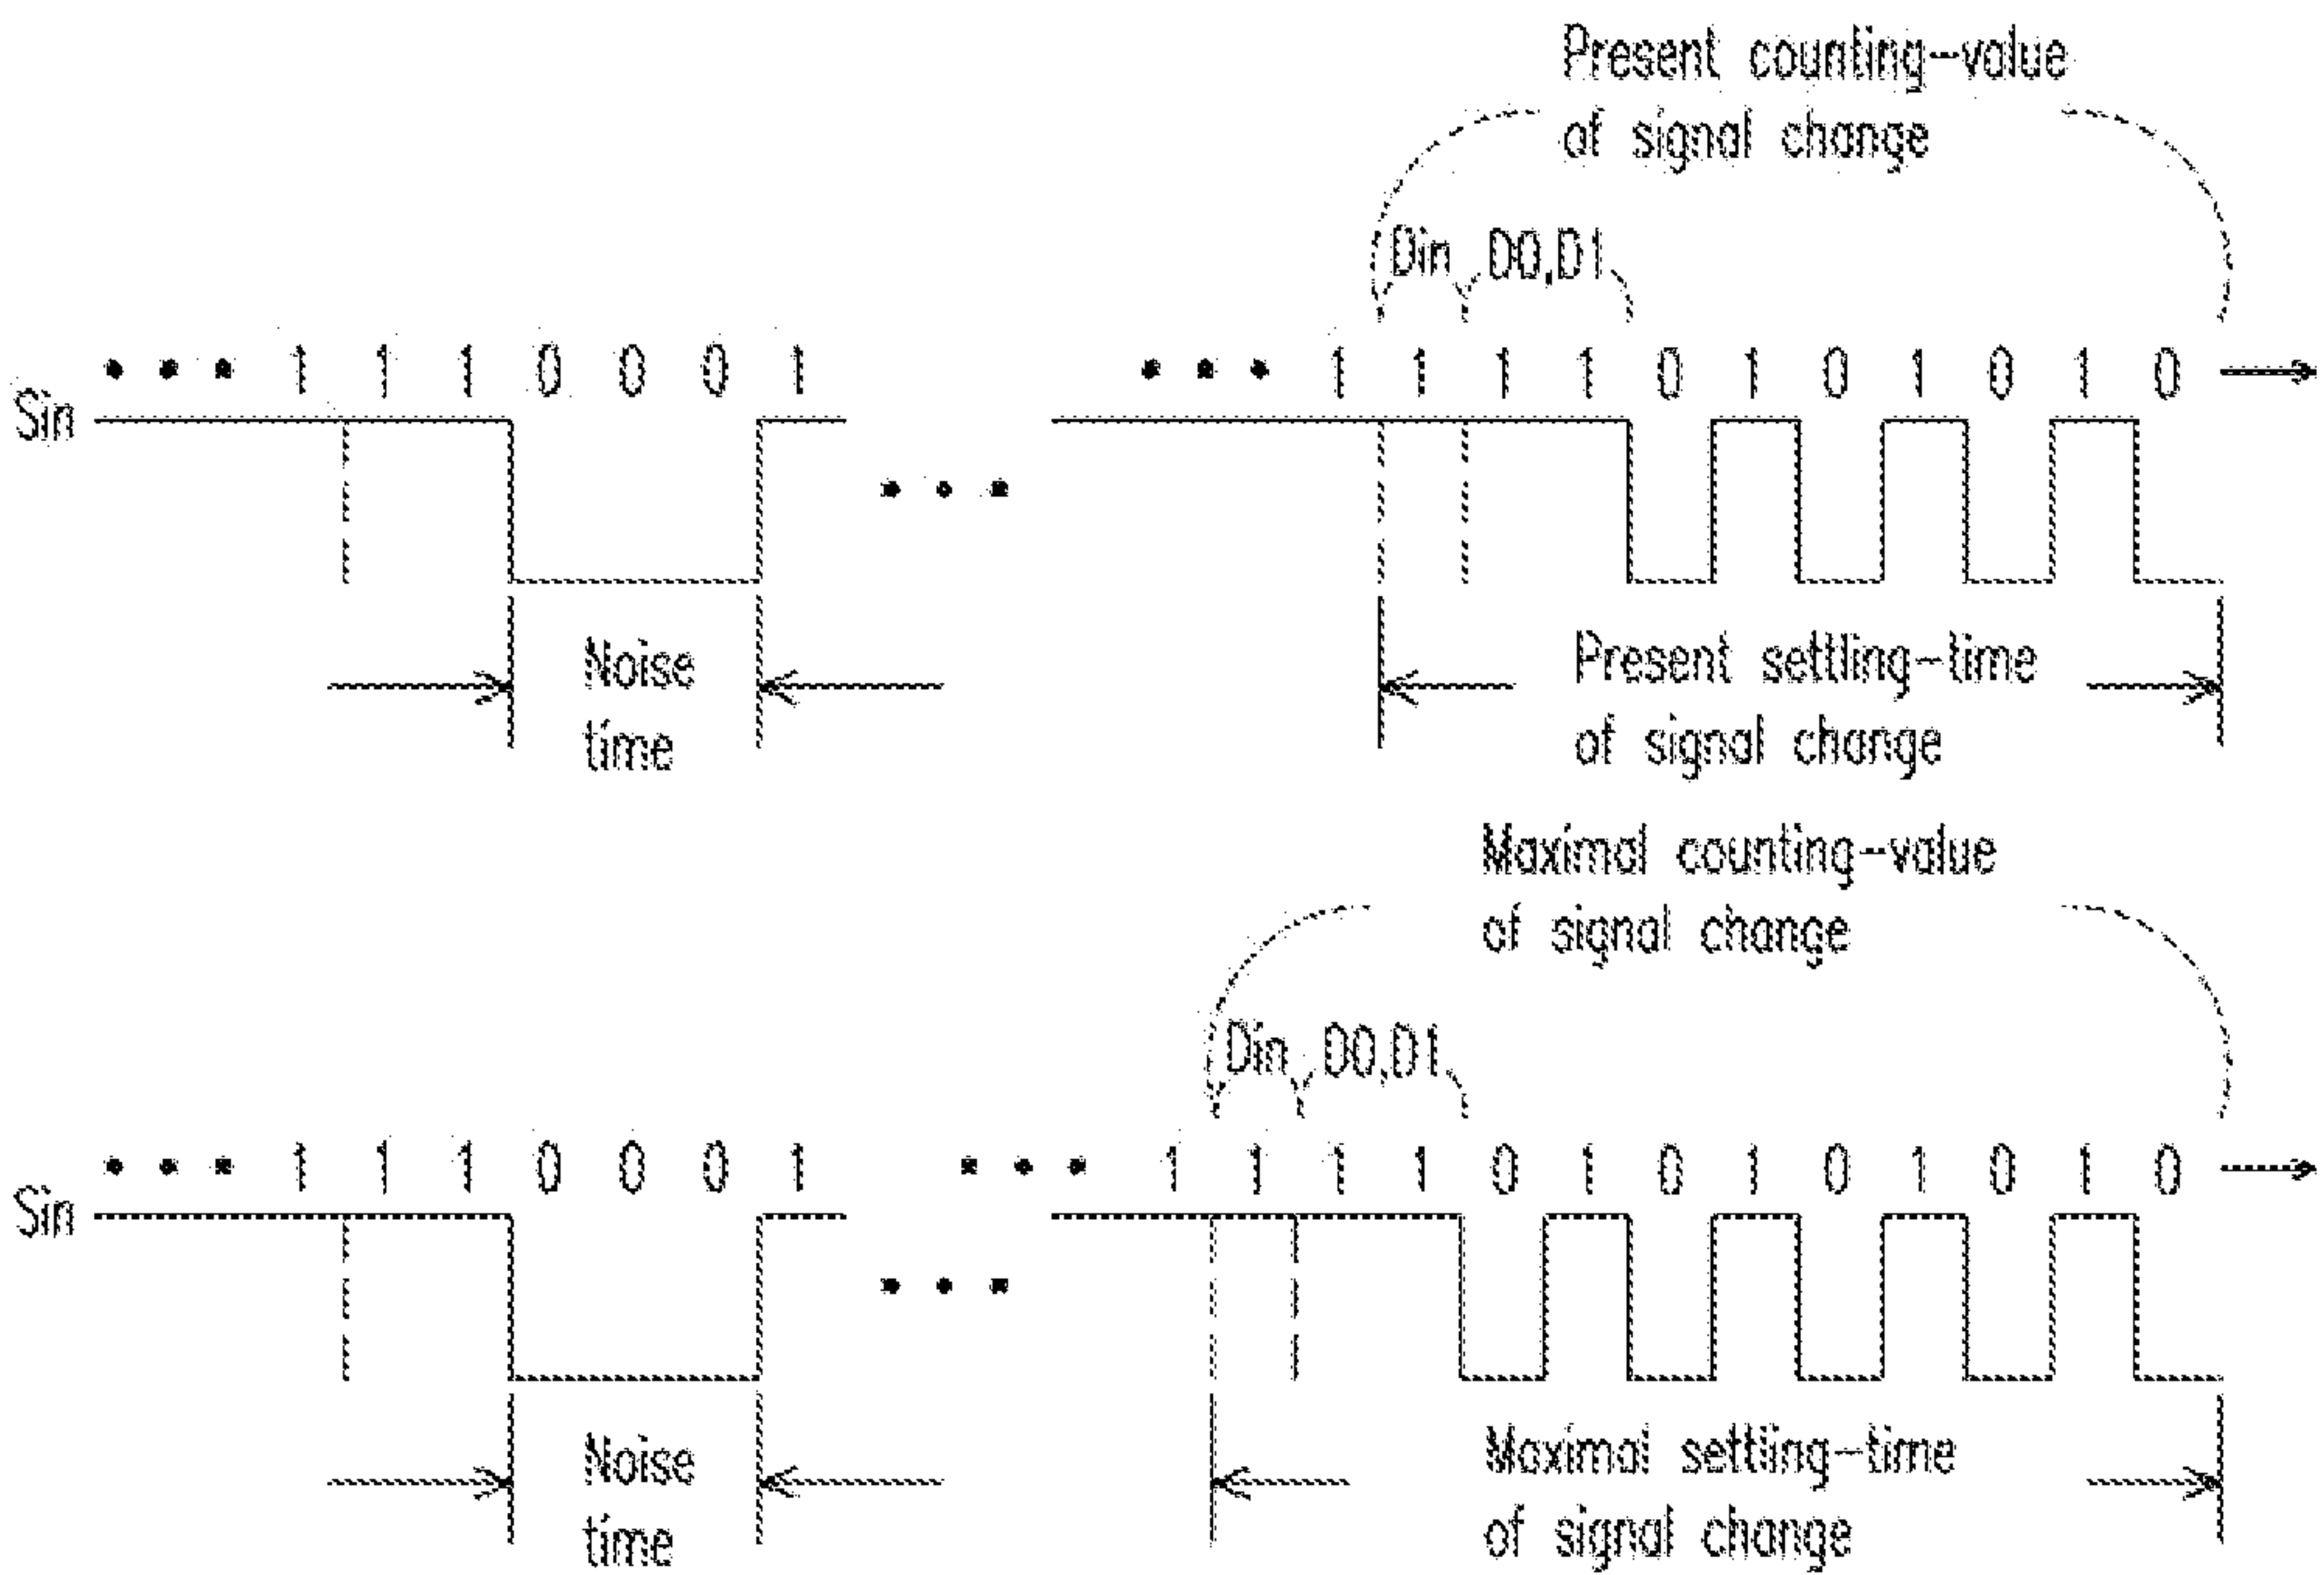 Present counting-value
of signal change
Din D0,D1
••• 1 1 1 0 0 0 1 ••• 1 1 1 1 0 1 0 1 0 1 0
Sin
•••
Noise
time
Present settling-time
of signal change
Maximal counting-value
of signal change
Din D0,D1
••• 1 1 1 0 0 0 1 ••• 1 1 1 1 0 1 0 1 0 1 0 1 0
Sin
•••
Noise
time
Maximal settling-time
of signal change